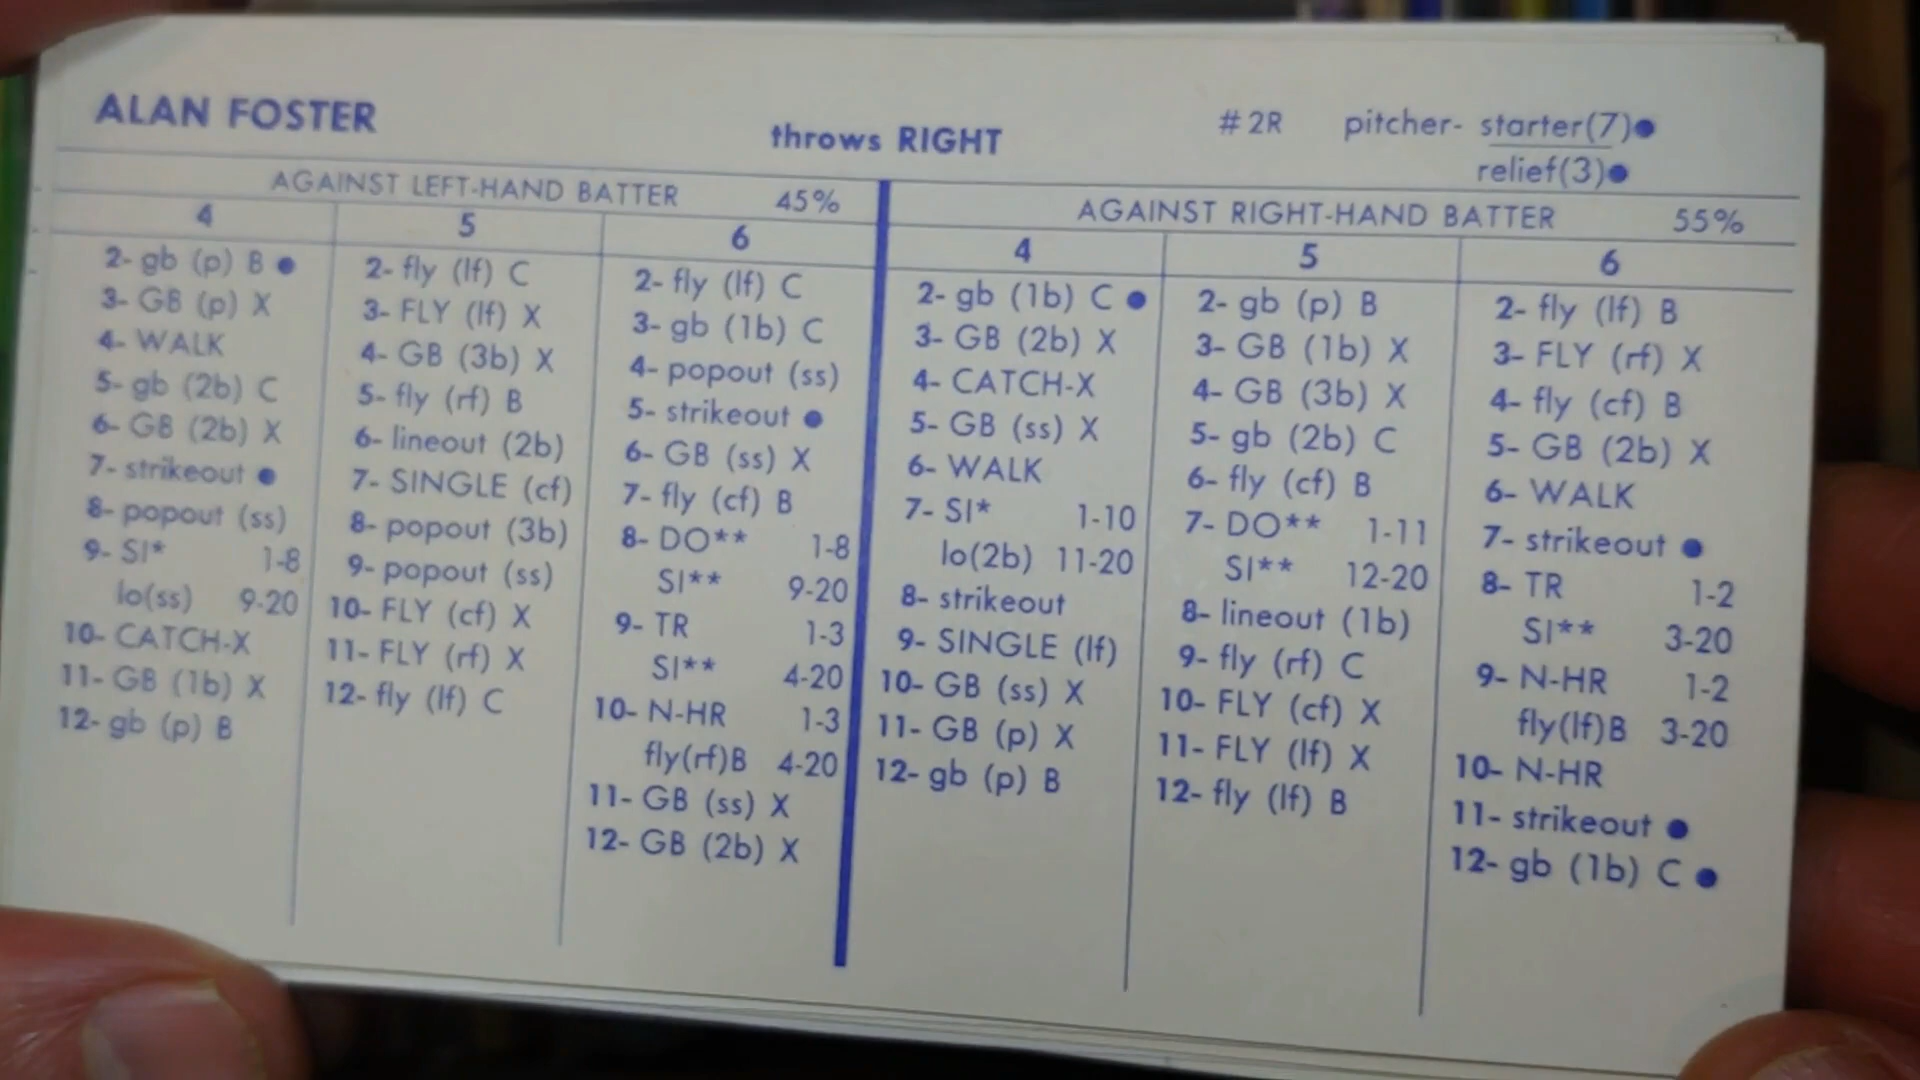 ALAN FOSTER
throws RIGHT
#2R pitcher- starter(7)●
relief(3)●
AGAINST LEFT-HAND BATTER 45%
4
2- gb (p) B ●
3- GB (p) X
4- WALK
5- gb (2b) C
6- GB (2b) X
7- strikeout ●
8- popout (ss)
9- SI* 1-8
lo(ss) 9-20
10- CATCH-X
11- GB (1b) X
12- gb (p) B
5
2- fly (lf) C
3- FLY (lf) X
4- GB (3b) X
5- fly (rf) B
6- lineout (2b)
7- SINGLE (cf)
8- popout (3b)
9- popout (ss)
10- FLY (cf) X
11- FLY (rf) X
12- fly (lf) C
6
2- fly (lf) C
3- gb (1b) C
4- popout (ss)
5- strikeout ●
6- GB (ss) X
7- fly (cf) B
8- DO** 1-8
SI** 9-20
9- TR 1-3
SI** 4-20
10- N-HR 1-3
fly(rf)B 4-20
11- GB (ss) X
12- GB (2b) X
AGAINST RIGHT-HAND BATTER 55%
4
2- gb (1b) C ●
3- GB (2b) X
4- CATCH-X
5- GB (ss) X
6- WALK
7- SI* 1-10
lo(2b) 11-20
8- strikeout
9- SINGLE (lf)
10- GB (ss) X
11- GB (p) X
12- gb (p) B
5
2- gb (p) B
3- GB (1b) X
4- GB (3b) X
5- gb (2b) C
6- fly (cf) B
7- DO** 1-11
SI** 12-20
8- lineout (1b)
9- fly (rf) C
10- FLY (cf) X
11- FLY (lf) X
12- fly (lf) B
6
2- fly (lf) B
3- FLY (rf) X
4- fly (cf) B
5- GB (2b) X
6- WALK
7- strikeout ●
8- TR 1-2
SI** 3-20
9- N-HR 1-2
fly(lf)B 3-20
10- N-HR
11- strikeout ●
12- gb (1b) C ●